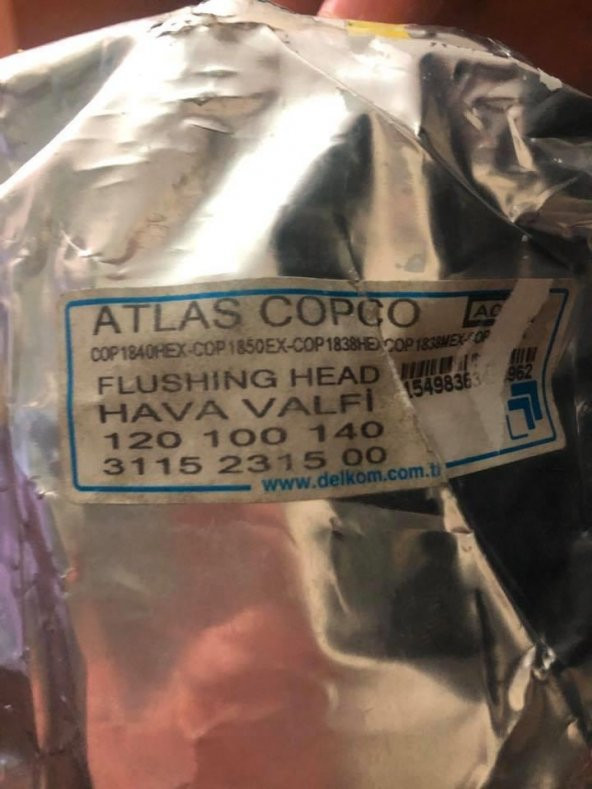 ATLAS COPCO
COP1840HEX-COP1850EX-COP1838HEX COP1838MEX-COP
FLUSHING HEAD
HAVA VALFİ
120 100 140
3115 2315 00
www.delkom.com.tr